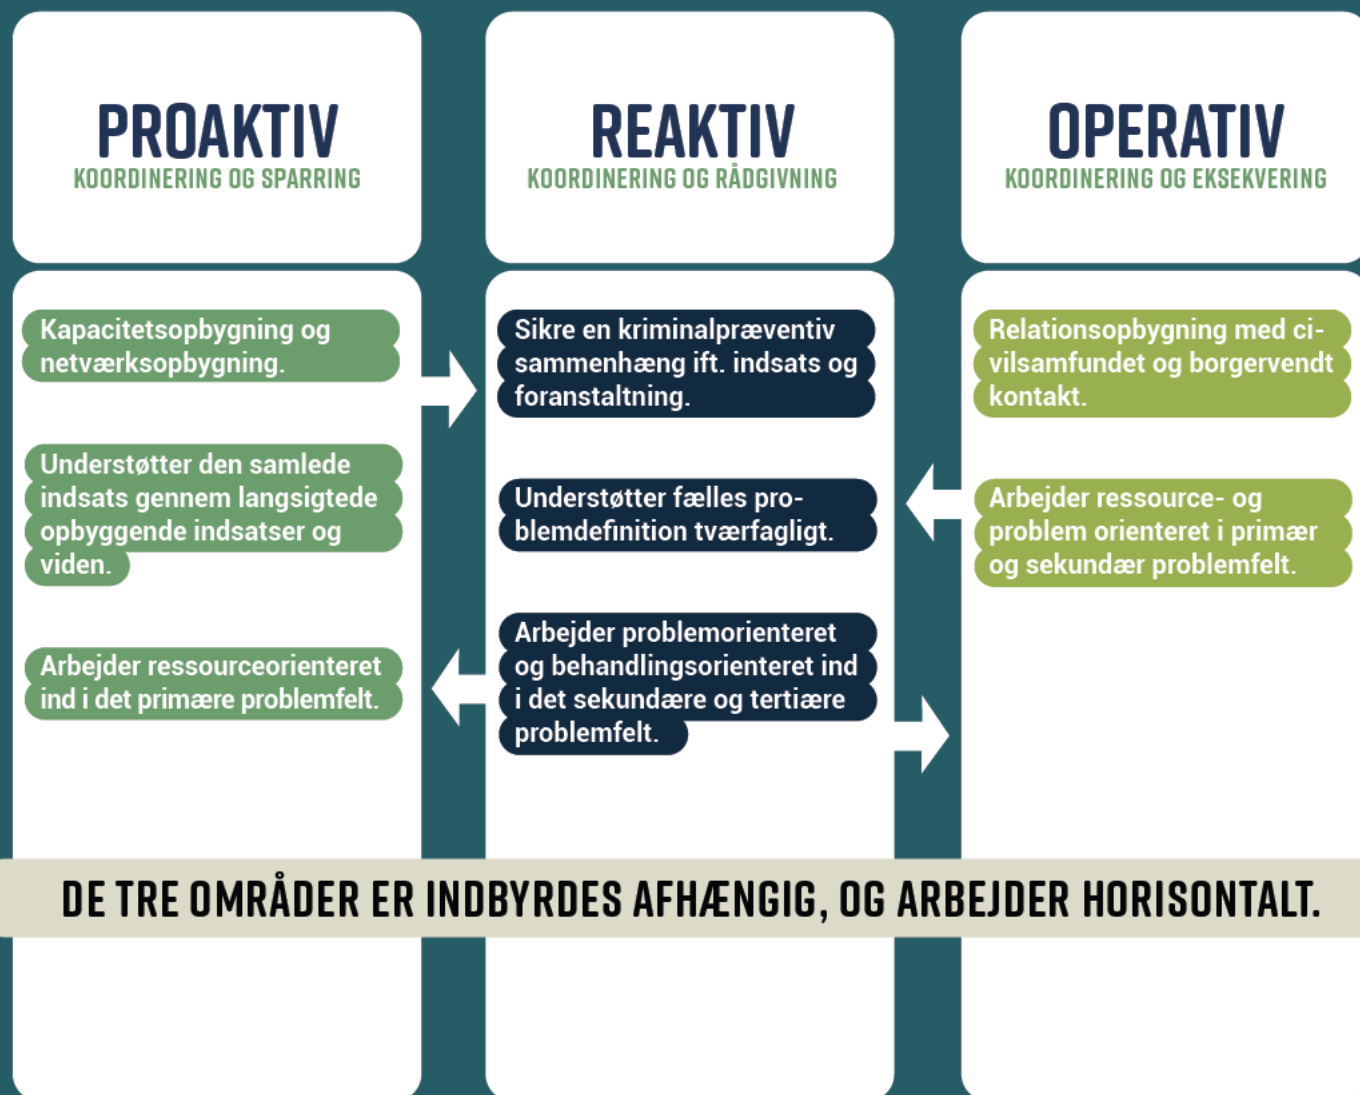 PROAKTIV
KOORDINERING OG SPARRING
Kapacitetsopbygning og
netværksopbygning.
Understøtter den samlede
indsats gennem langsigtede
opbyggende indsatser og
viden.
Arbejder ressourceorienteret
ind i det primære problemfelt.
REAKTIV
KOORDINERING OG RÅDGIVNING
Sikre en kriminalpræventiv
sammenhæng ift. indsats og
foranstaltning.
Understøtter fælles pro-
blemdefinition tværfagligt.
Arbejder problemorienteret
og behandlingsorienteret ind
i det sekundære og tertiære
problemfelt.
OPERATIV
KOORDINERING OG EKSEKVERING
Relationsopbygning med ci-
vilsamfundet og borgervendt
kontakt.
Arbejder ressource- og
problem orienteret i primær
og sekundær problemfelt.
DE TRE OMRÅDER ER INDBYRDES AFHÆNGIG, OG ARBEJDER HORISONTALT.